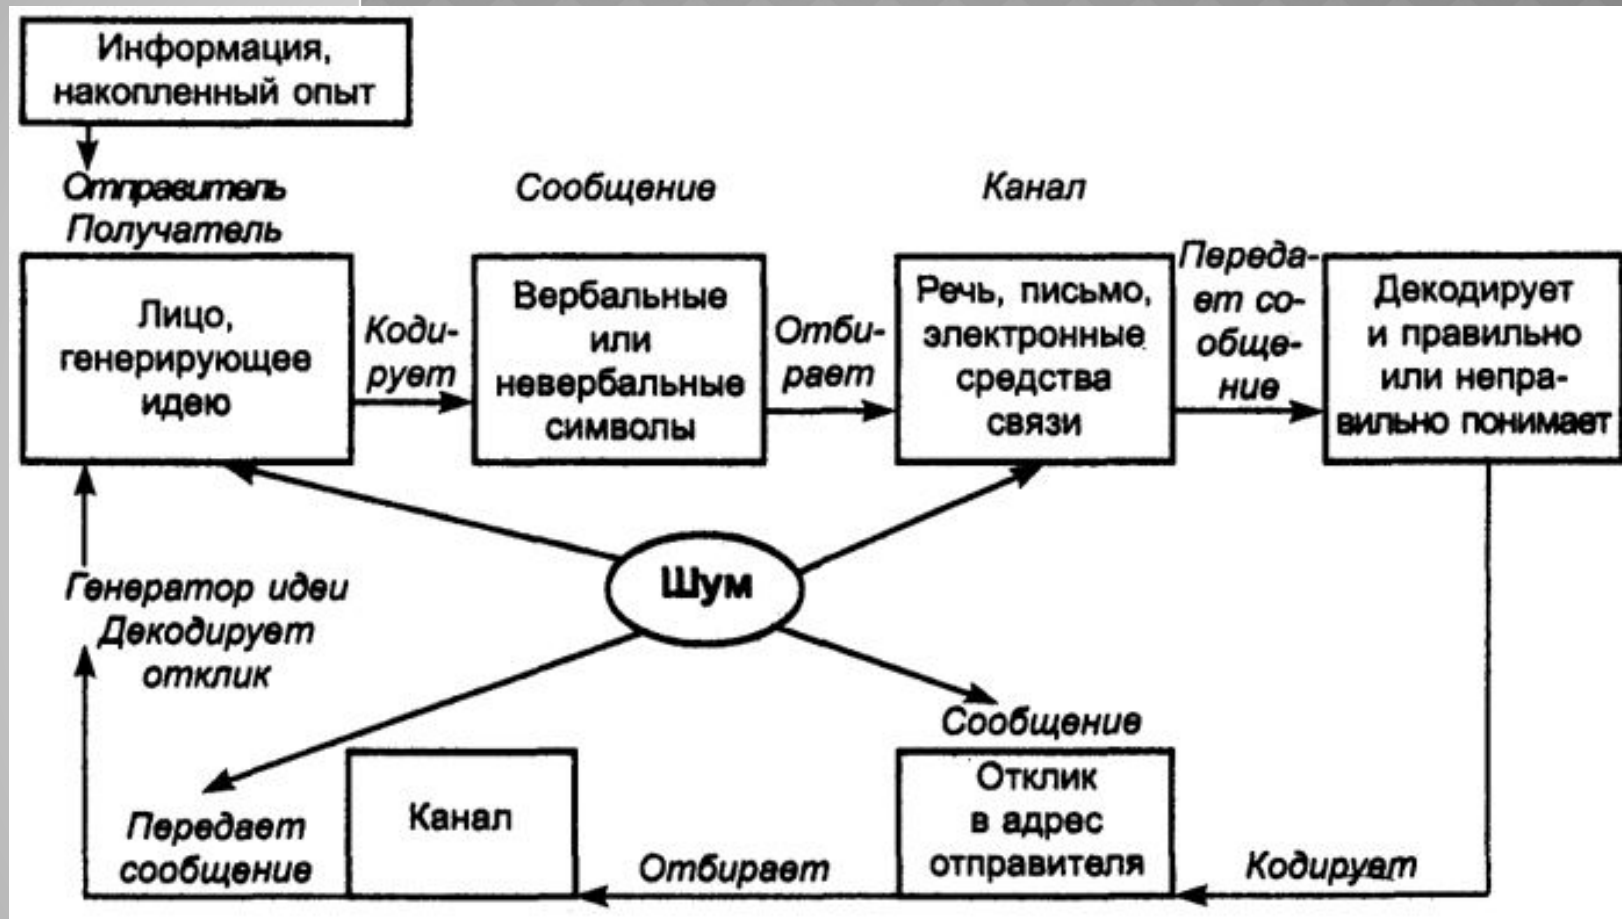 Информация,
накопленный опыт
Отправитель
Получатель
Сообщение
Канал
Лицо,
генерирующее
идею
Коди-
рует
Вербальные
или
невербальные
символы
Отби-
рает
Речь, письмо,
электронные
средства
связи
Переда-
ет со-
обще-
ние
Декодирует
и правильно
или непра-
вильно понимает
Шум
Генератор идеи
Декодирует
отклик
Сообщение
Отклик
в адрес
отправителя
Кодирует
Отбирает
Канал
Передает
сообщение